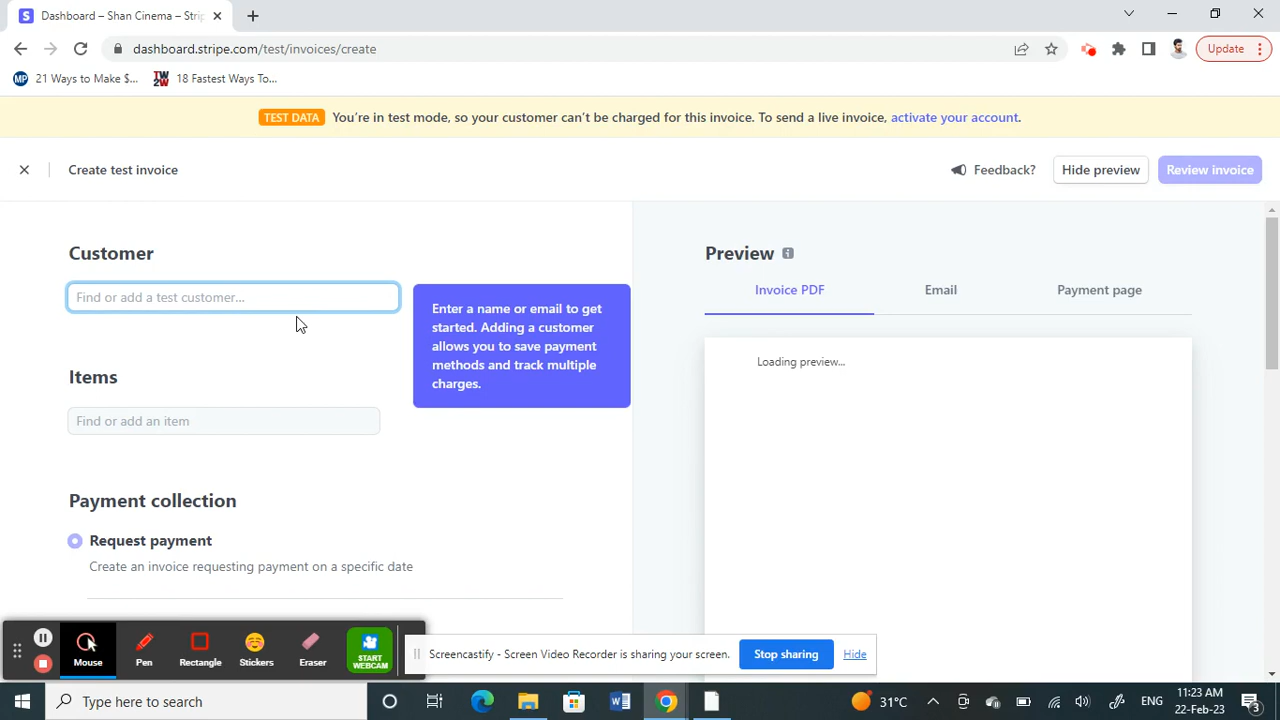 Dashboard – Shan Cinema – Stri
dashboard.stripe.com/test/invoices/create
Update
MP 21 Ways to Make $...
TW2W 18 Fastest Ways To...
TEST DATA You're in test mode, so your customer can't be charged for this invoice. To send a live invoice, activate your account.
Create test invoice
Feedback?
Hide preview
Review invoice
Customer
Find or add a test customer...
Enter a name or email to get
started. Adding a customer
allows you to save payment
methods and track multiple
charges.
Items
Find or add an item
Payment collection
Request payment
Create an invoice requesting payment on a specific date
Preview
Invoice PDF
Email
Payment page
Loading preview...
Mouse
Pen
Rectangle
Stickers
Eraser
START
WEBCAM
Screencastify - Screen Video Recorder is sharing your screen.
Stop sharing
Hide
Type here to search
31°C
ENG
11:23 AM
22-Feb-23
3